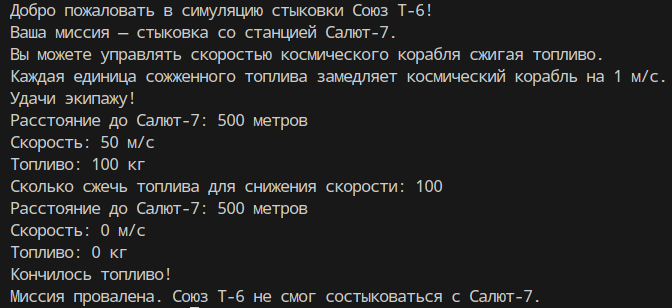 Добро пожаловать в симуляцию стыковки Союз Т-6!
Ваша миссия — стыковка со станцией Салют-7.
Вы можете управлять скоростью космического корабля сжигая топливо.
Каждая единица сожженного топлива замедляет космический корабль на 1 м/с.
Удачи экипажу!
Расстояние до Салют-7: 500 метров
Скорость: 50 м/с
Топливо: 100 кг
Сколько сжечь топлива для снижения скорости: 100
Расстояние до Салют-7: 500 метров
Скорость: 0 м/с
Топливо: 0 кг
Кончилось топливо!
Миссия провалена. Союз Т-6 не смог состыковаться с Салют-7.